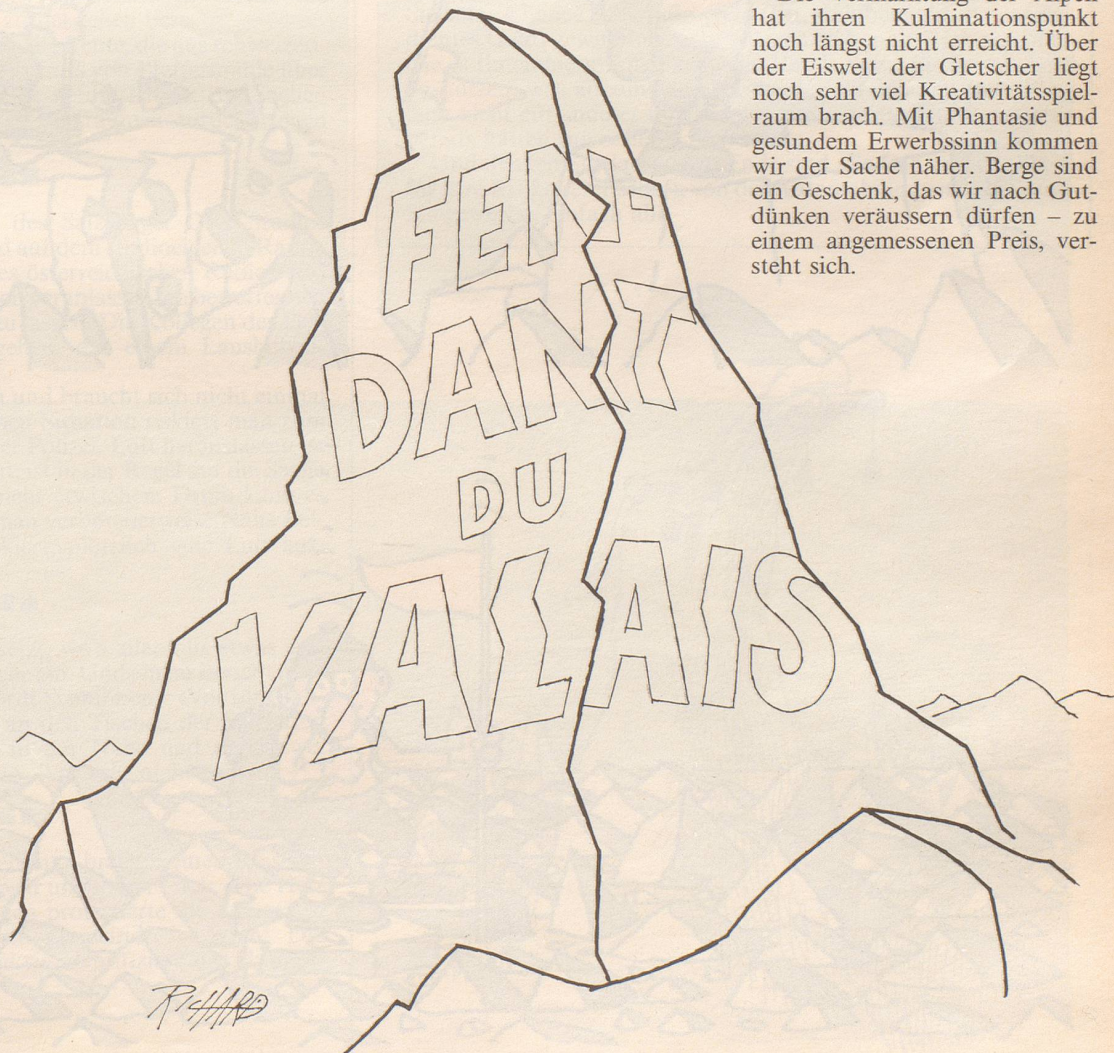 hat ihren Kulminationspunkt
noch längst nicht erreicht. Über
der Eiswelt der Gletscher liegt
noch sehr viel Kreativitätsspiel-
raum brach. Mit Phantasie und
gesundem Erwerbssinn kommen
wir der Sache näher. Berge sind
ein Geschenk, das wir nach Gut-
dünken veräussern dürfen – zu
einem angemessenen Preis, ver-
steht sich.
FEN-
DANT
DU
VALAIS
RICHARD